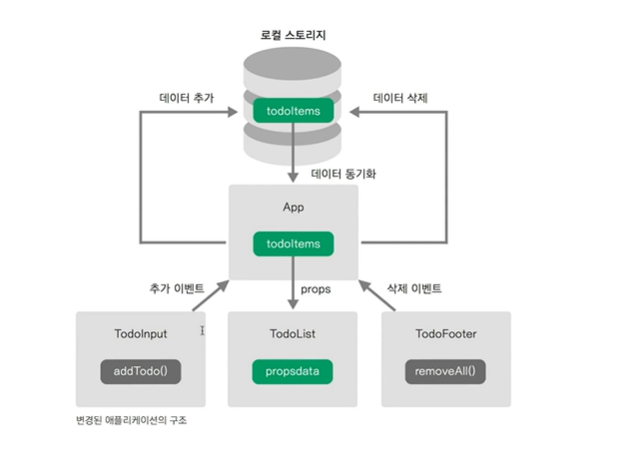 로컬 스토리지
데이터 추가
데이터 삭제
todoItems
데이터 동기화
App
todoItems
추가 이벤트
props
삭제 이벤트
TodoInput
TodoList
TodoFooter
addTodo()
propsdata
removeAll()
변경된 애플리케이션의 구조